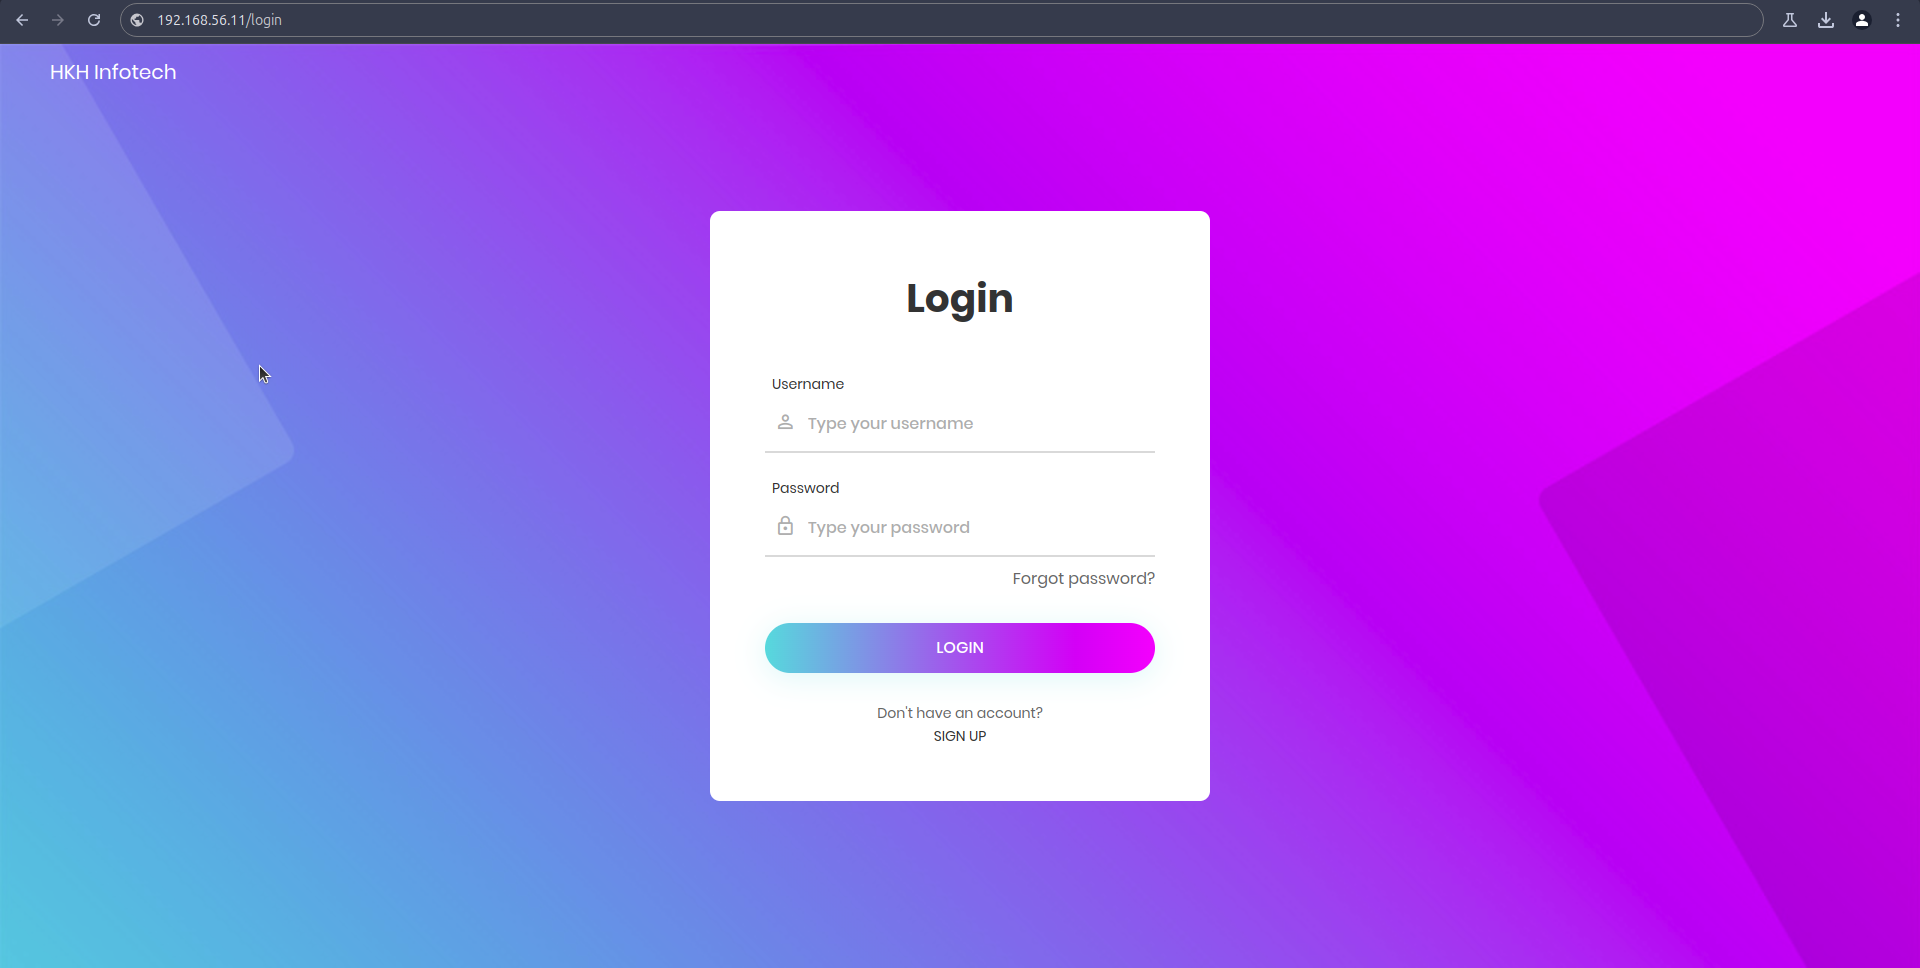 192.168.56.11/login
HKH Infotech
Login
Username
Type your username
Password
Type your password
Forgot password?
LOGIN
Don't have an account?
SIGN UP